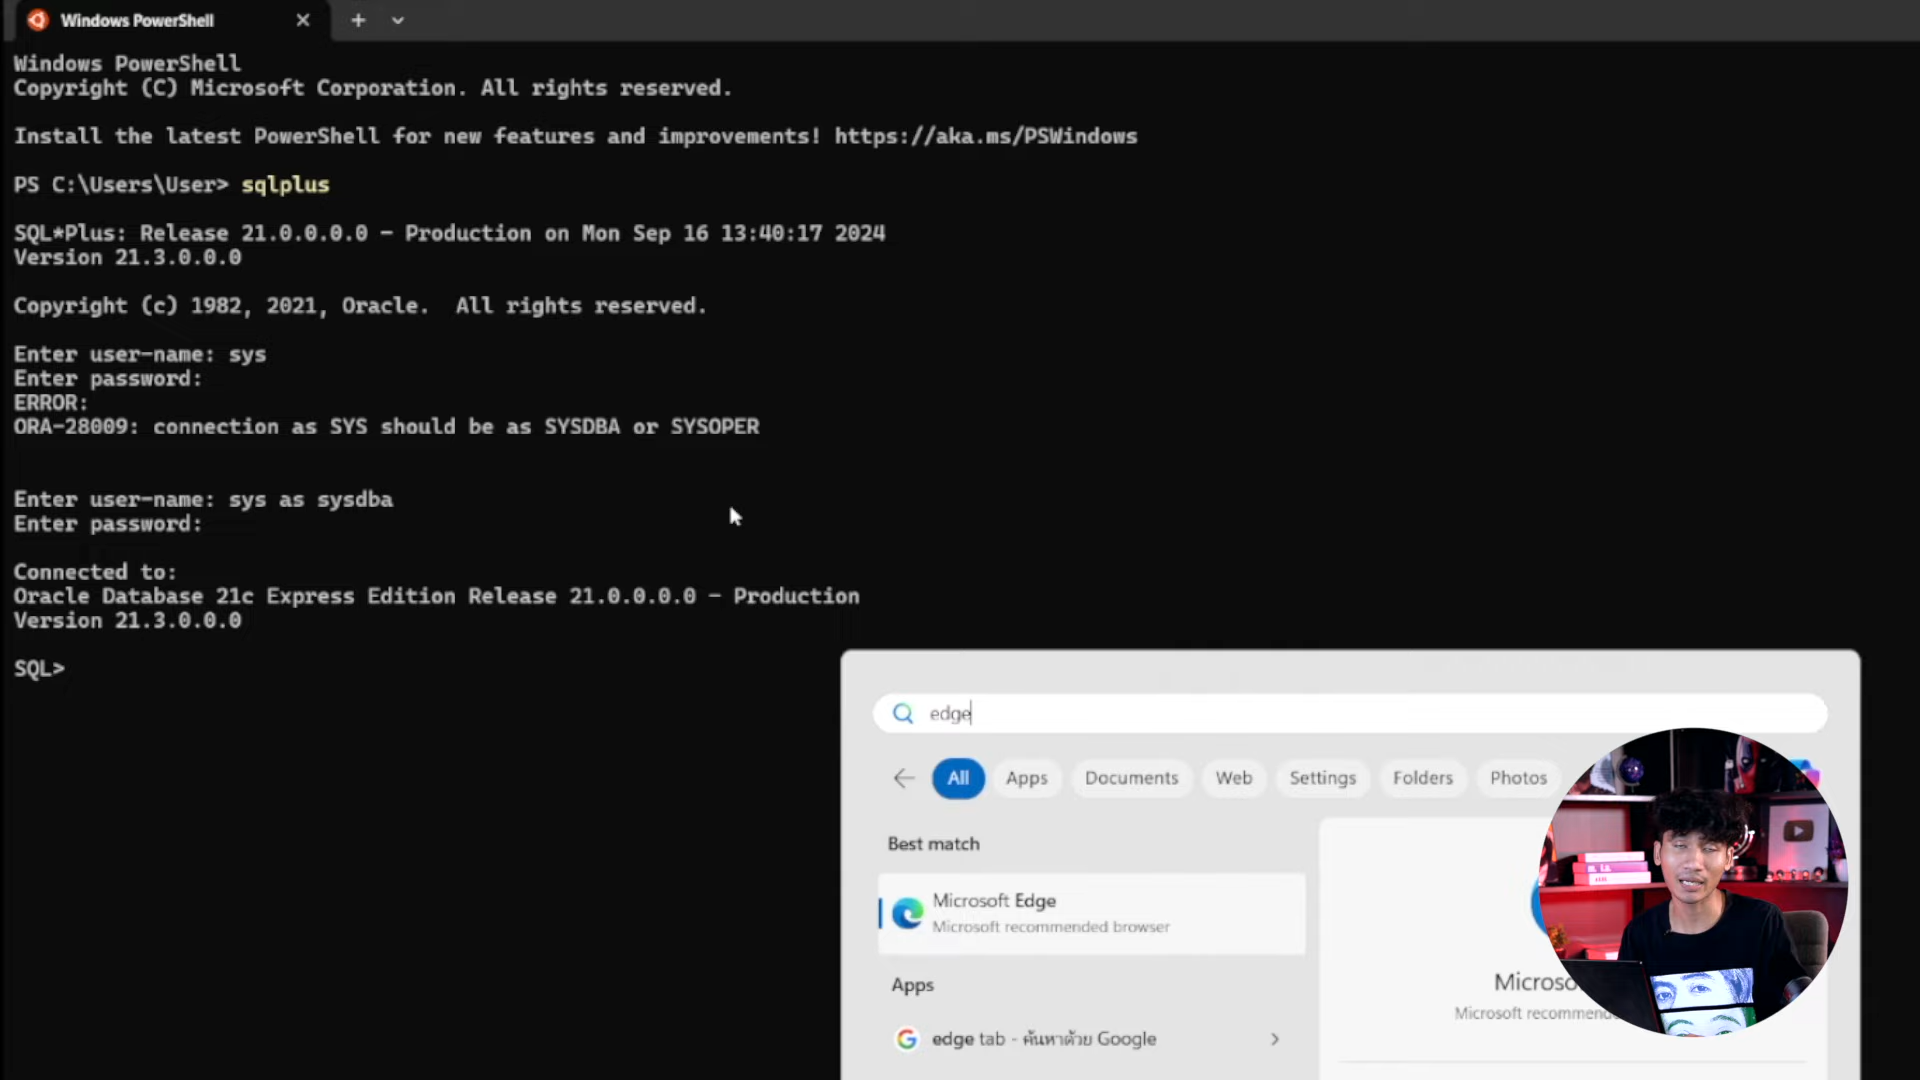 Windows PowerShell
Windows PowerShell
Copyright (C) Microsoft Corporation. All rights reserved.
Install the latest PowerShell for new features and improvements! https://aka.ms/PSWindows
PS C:\Users\User> sqlplus
SQL*Plus: Release 21.0.0.0.0 - Production on Mon Sep 16 13:40:17 2024
Version 21.3.0.0.0
Copyright (c) 1982, 2021, Oracle.  All rights reserved.
Enter user-name: sys
Enter password:
ERROR:
ORA-28009: connection as SYS should be as SYSDBA or SYSOPER
Enter user-name: sys as sysdba
Enter password:
Connected to:
Oracle Database 21c Express Edition Release 21.0.0.0.0 - Production
Version 21.3.0.0.0
SQL>
edge
All Apps Documents Web Settings Folders Photos
Best match
Microsoft Edge
Microsoft recommended browser
Apps
edge tab - ค้นหาด้วย Google
Microso
Microsoft recommend